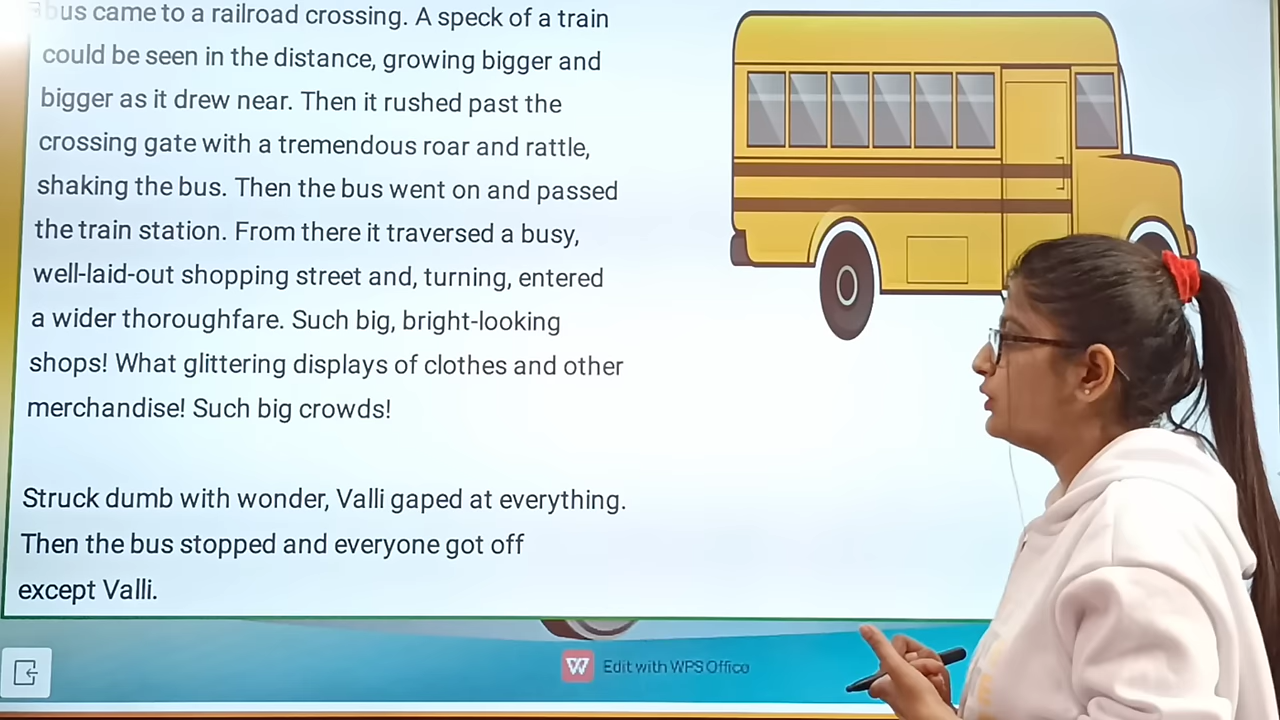 bus came to a railroad crossing. A speck of a train
could be seen in the distance, growing bigger and
bigger as it drew near. Then it rushed past the
crossing gate with a tremendous roar and rattle,
shaking the bus. Then the bus went on and passed
the train station. From there it traversed a busy,
well-laid-out shopping street and, turning, entered
a wider thoroughfare. Such big, bright-looking
shops! What glittering displays of clothes and other
merchandise! Such big crowds!
Struck dumb with wonder, Valli gaped at everything.
Then the bus stopped and everyone got off
except Valli.
W Edit with WPS Office